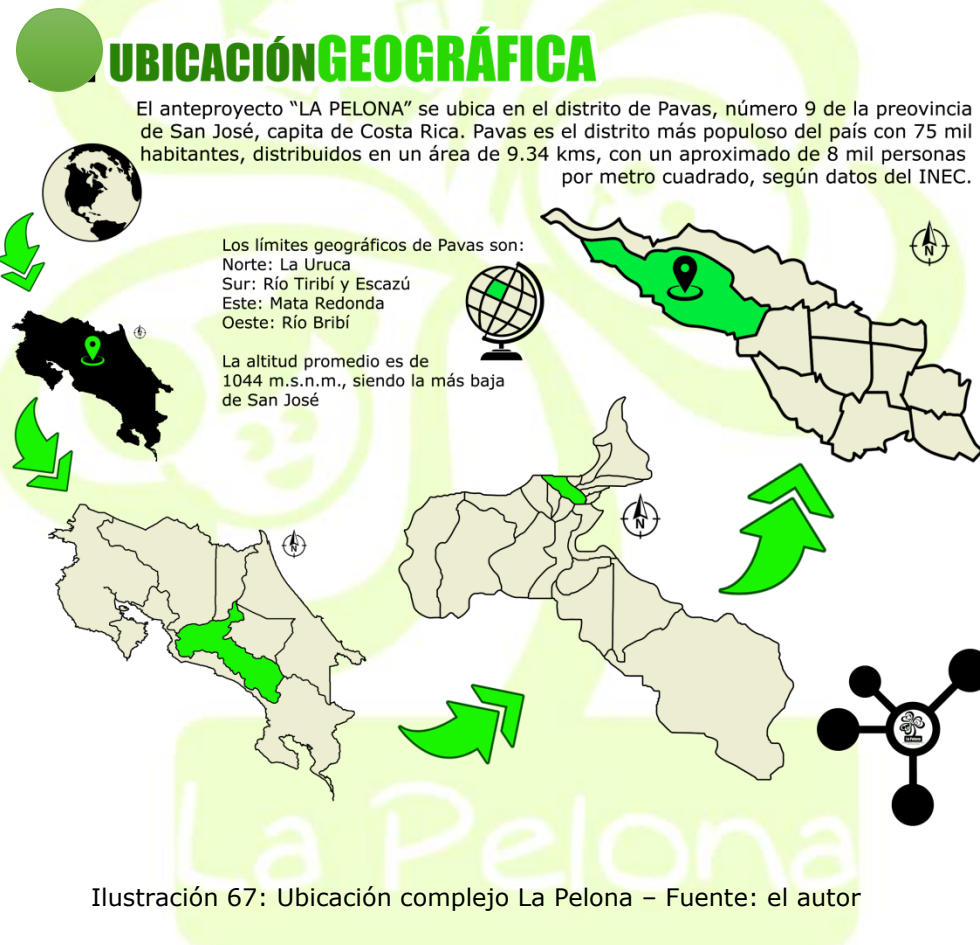 UBICACIÓN GEOGRÁFICA
El anteproyecto “LA PELONA” se ubica en el distrito de Pavas, número 9 de la preovincia
de San José, capita de Costa Rica. Pavas es el distrito más populoso del país con 75 mil
habitantes, distribuidos en un área de 9.34 kms, con un aproximado de 8 mil personas
por metro cuadrado, según datos del INEC.
Los límites geográficos de Pavas son:
Norte: La Uruca
Sur: Río Tiribí y Escazú
Este: Mata Redonda
Oeste: Río Bribí
La altitud promedio es de
1044 m.s.n.m., siendo la más baja
de San José
N
N
N
N
La Pelona
La Pelona
Ilustración 67: Ubicación complejo La Pelona – Fuente: el autor